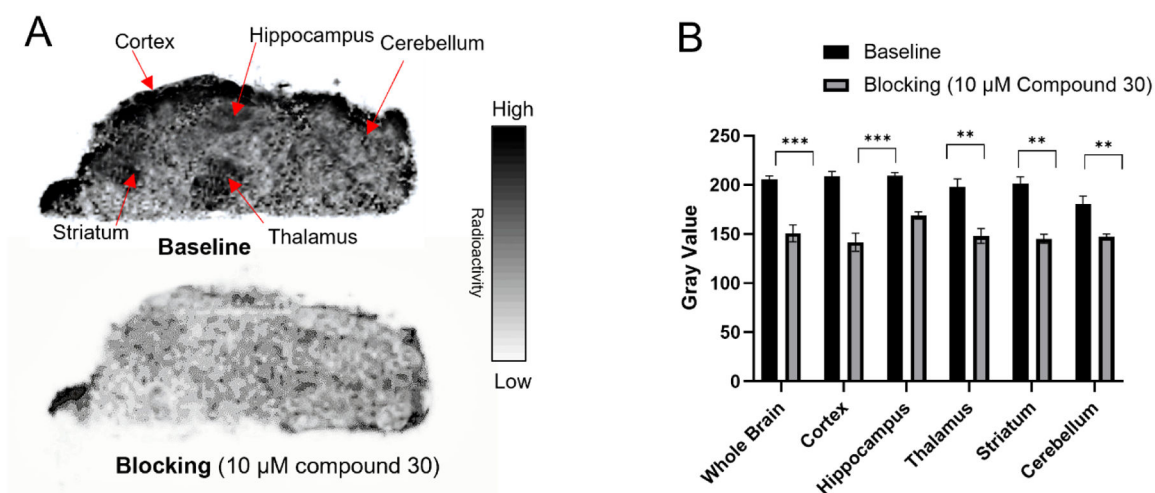 A
Cortex
Hippocampus
Cerebellum
Striatum
Baseline
Thalamus
High
Radioactivity
Low
Blocking (10 µM compound 30)
B
Baseline
Blocking (10 µM Compound 30)
Gray Value
250
200
150
100
50
0
***
***
**
**
**
Whole Brain
Cortex
Hippocampus
Thalamus
Striatum
Cerebellum